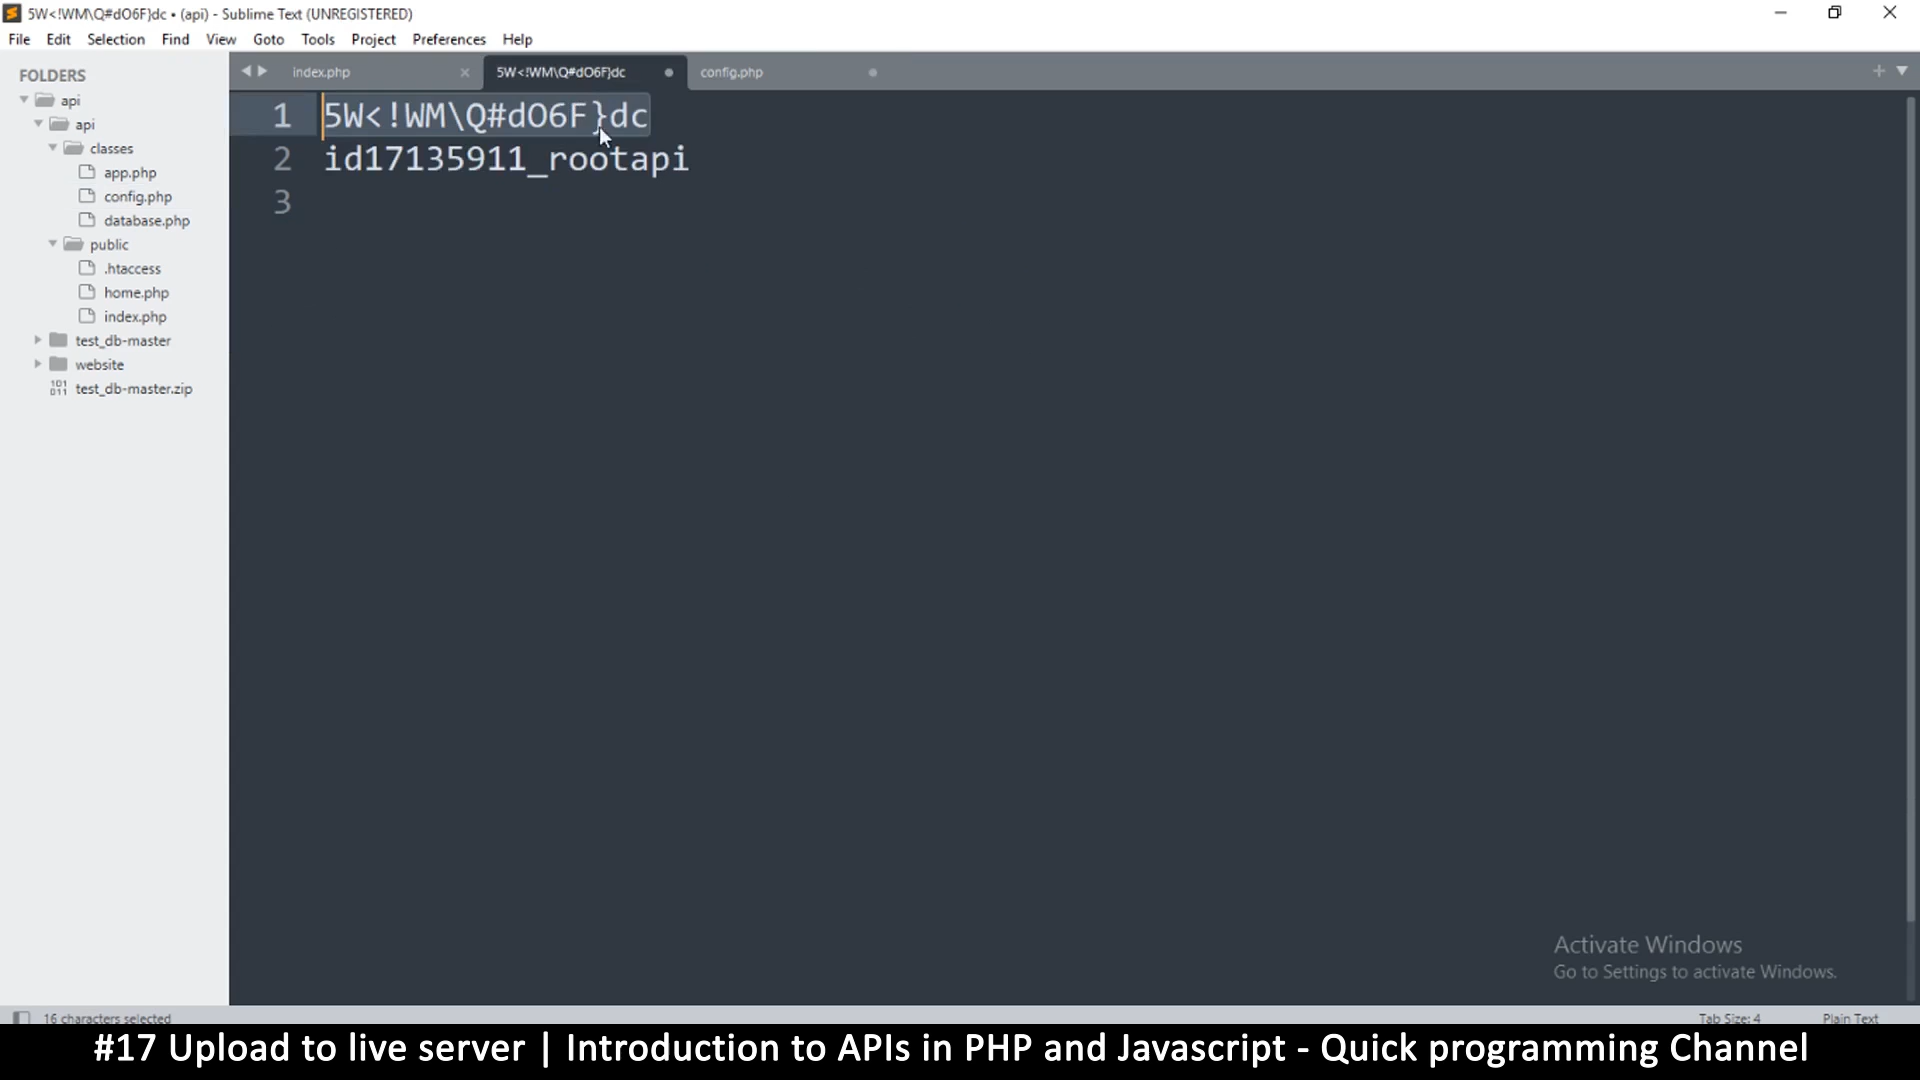 5W<!WM\Q#dO6F}dc • (api) - Sublime Text (UNREGISTERED)
File Edit Selection Find View Goto Tools Project Preferences Help
FOLDERS
api
api
classes
app.php
config.php
database.php
public
.htaccess
home.php
index.php
test_db-master
website
test_db-master.zip
index.php
5W<!WM\Q#dO6F}dc
config.php
1 5W<!WM\Q#dO6F}dc
2 id17135911_rootapi
3
Activate Windows
Go to Settings to activate Windows.
16 characters selected
Tab Size: 4
Plain Text
#17 Upload to live server | Introduction to APIs in PHP and Javascript - Quick programming Channel